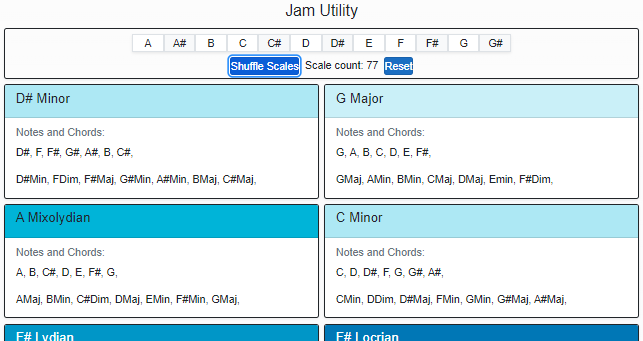 Jam Utility
A A# B C C# D D# E F F# G G#
Shuffle Scales Scale count: 77 Reset
D# Minor
Notes and Chords:
D#, F, F#, G#, A#, B, C#,
D#Min, FDim, F#Maj, G#Min, A#Min, BMaj, C#Maj,
G Major
Notes and Chords:
G, A, B, C, D, E, F#,
GMaj, AMin, BMin, CMaj, DMaj, Emin, F#Dim,
A Mixolydian
Notes and Chords:
A, B, C#, D, E, F#, G,
AMaj, BMin, C#Dim, DMaj, EMin, F#Min, GMaj,
C Minor
Notes and Chords:
C, D, D#, F, G, G#, A#,
CMin, DDim, D#Maj, FMin, GMin, G#Maj, A#Maj,
F# Lydian
F# Locrian